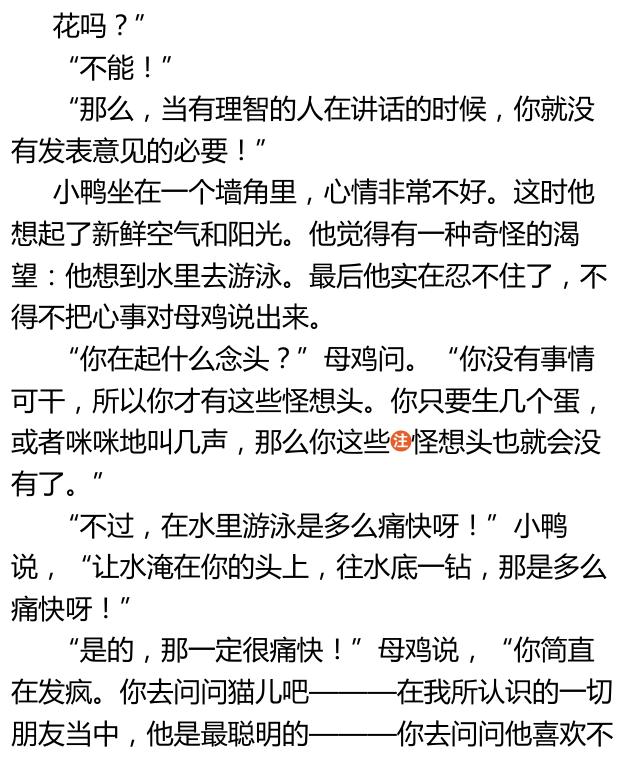 花吗？”
“不能！”
“那么，当有理智的人在讲话的时候，你就没
有发表意见的必要！”
小鸭坐在一个墙角里，心情非常不好。这时他
想起了新鲜空气和阳光。他觉得有一种奇怪的渴
望：他想到水里去游泳。最后他实在忍不住了，不
得不把心事对母鸡说出来。
“你在起什么念头？”母鸡问。“你没有事情
可干，所以你才有这些怪想头。你只要生几个蛋，
或者咪咪地叫几声，那么你这些注怪想头也就会没
有了。”
“不过，在水里游泳是多么痛快呀！”小鸭
说，“让水淹在你的头上，往水底一钻，那是多么
痛快呀！”
“是的，那一定很痛快！”母鸡说，“你简直
在发疯。你去问问猫儿吧————在我所认识的一切
朋友当中，他是最聪明的————你去问问他喜欢不